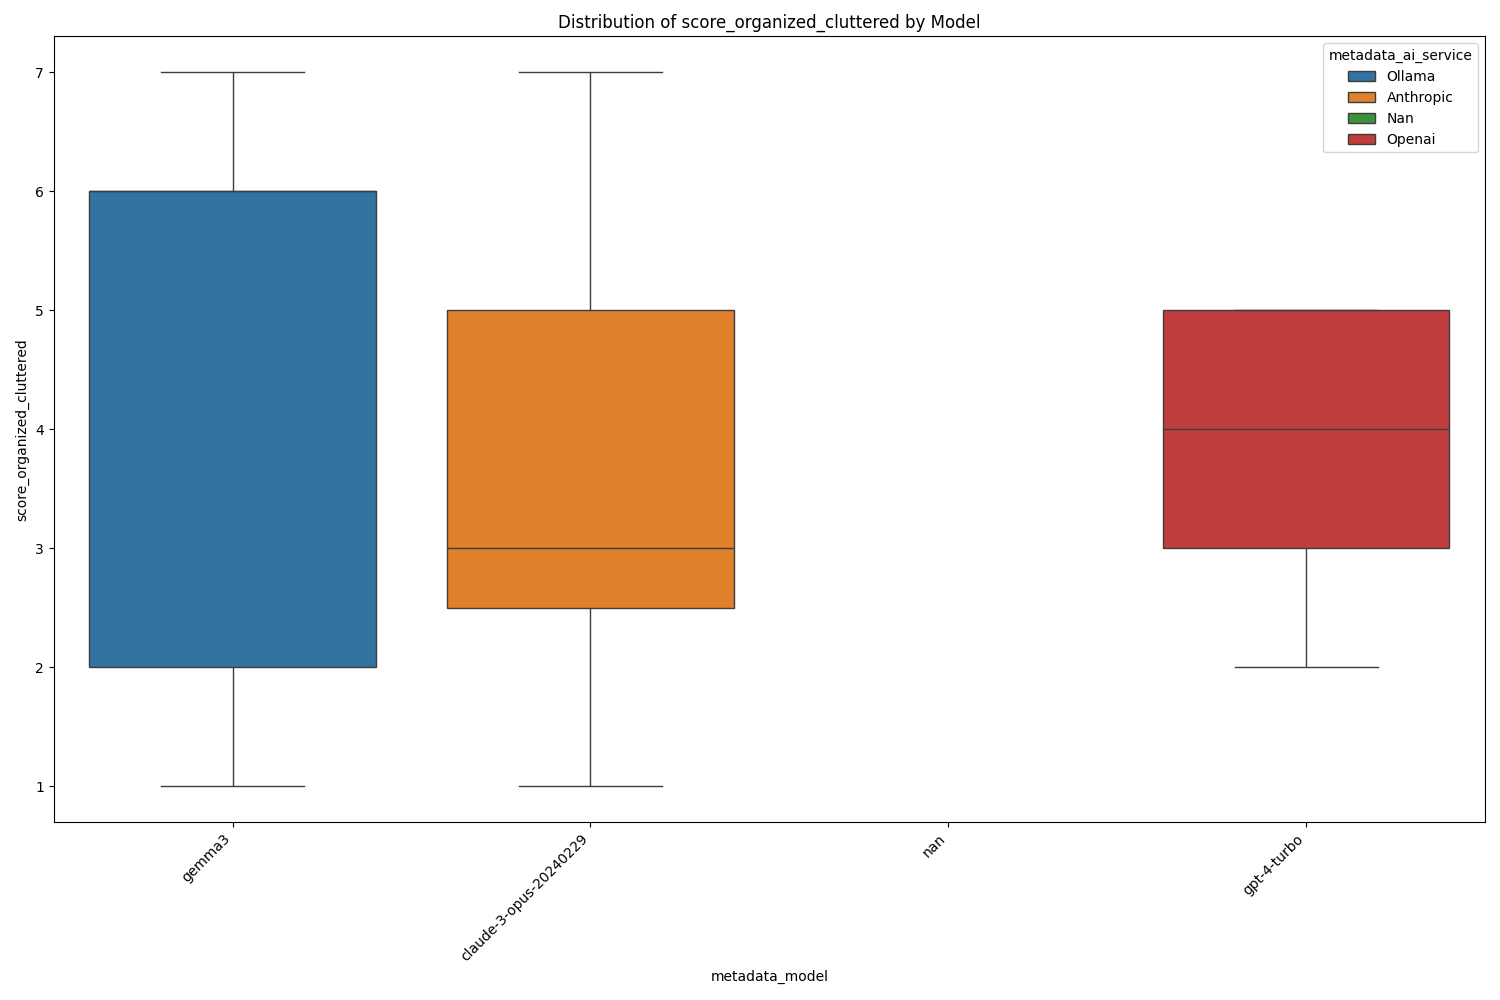 Distribution of score_organized_cluttered by Model
metadata_ai_service
Ollama
Anthropic
Nan
Openai
score_organized_cluttered
7
6
5
4
3
2
1
gemma3
claude-3-opus-20240229
nan
gpt-4-turbo
metadata_model